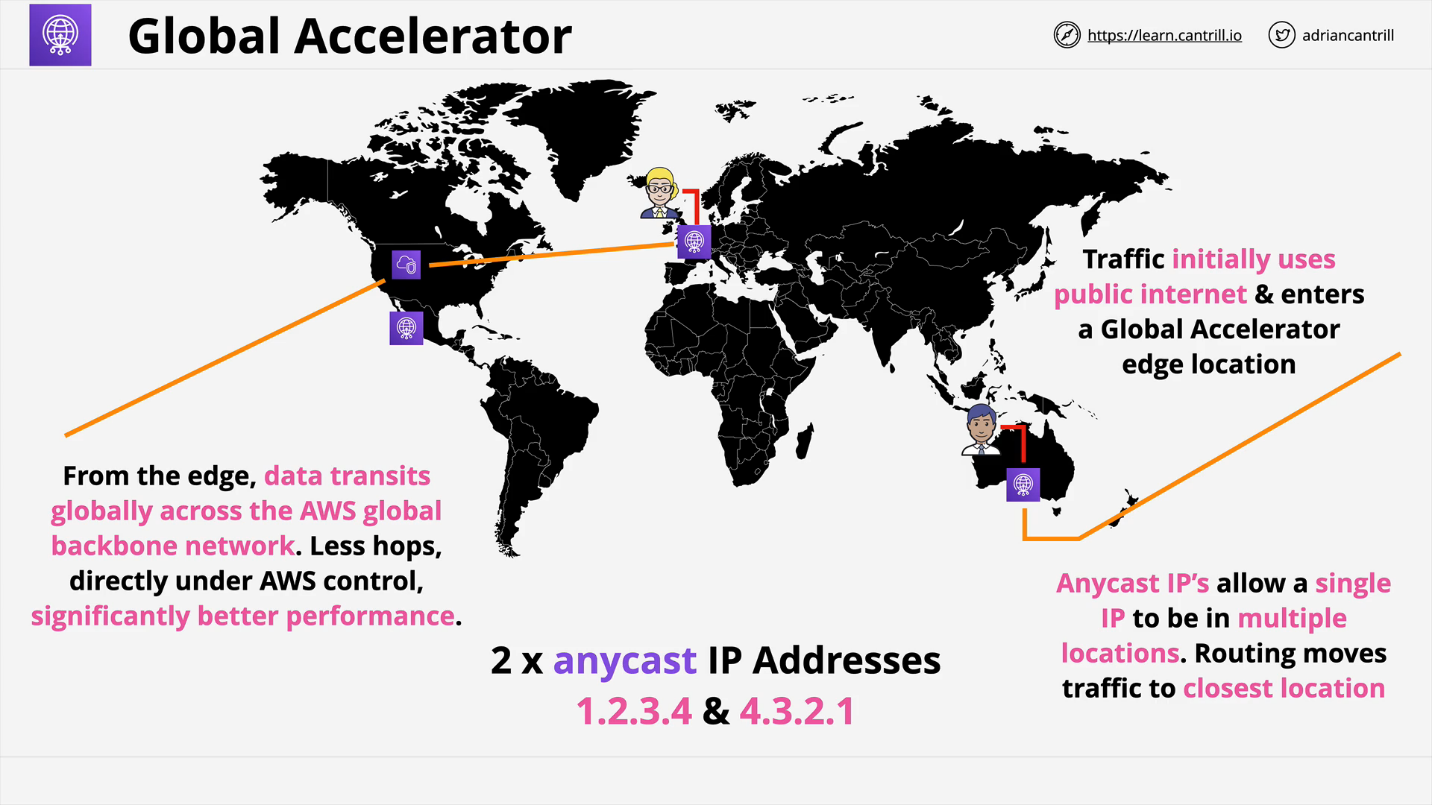 Global Accelerator
https://learn.cantrill.io
adriancantrill
Traffic initially uses
public internet & enters
a Global Accelerator
edge location
From the edge, data transits
globally across the AWS global
backbone network. Less hops,
directly under AWS control,
significantly better performance.
Anycast IP’s allow a single
IP to be in multiple
locations. Routing moves
traffic to closest location
2 x anycast IP Addresses
1.2.3.4 & 4.3.2.1